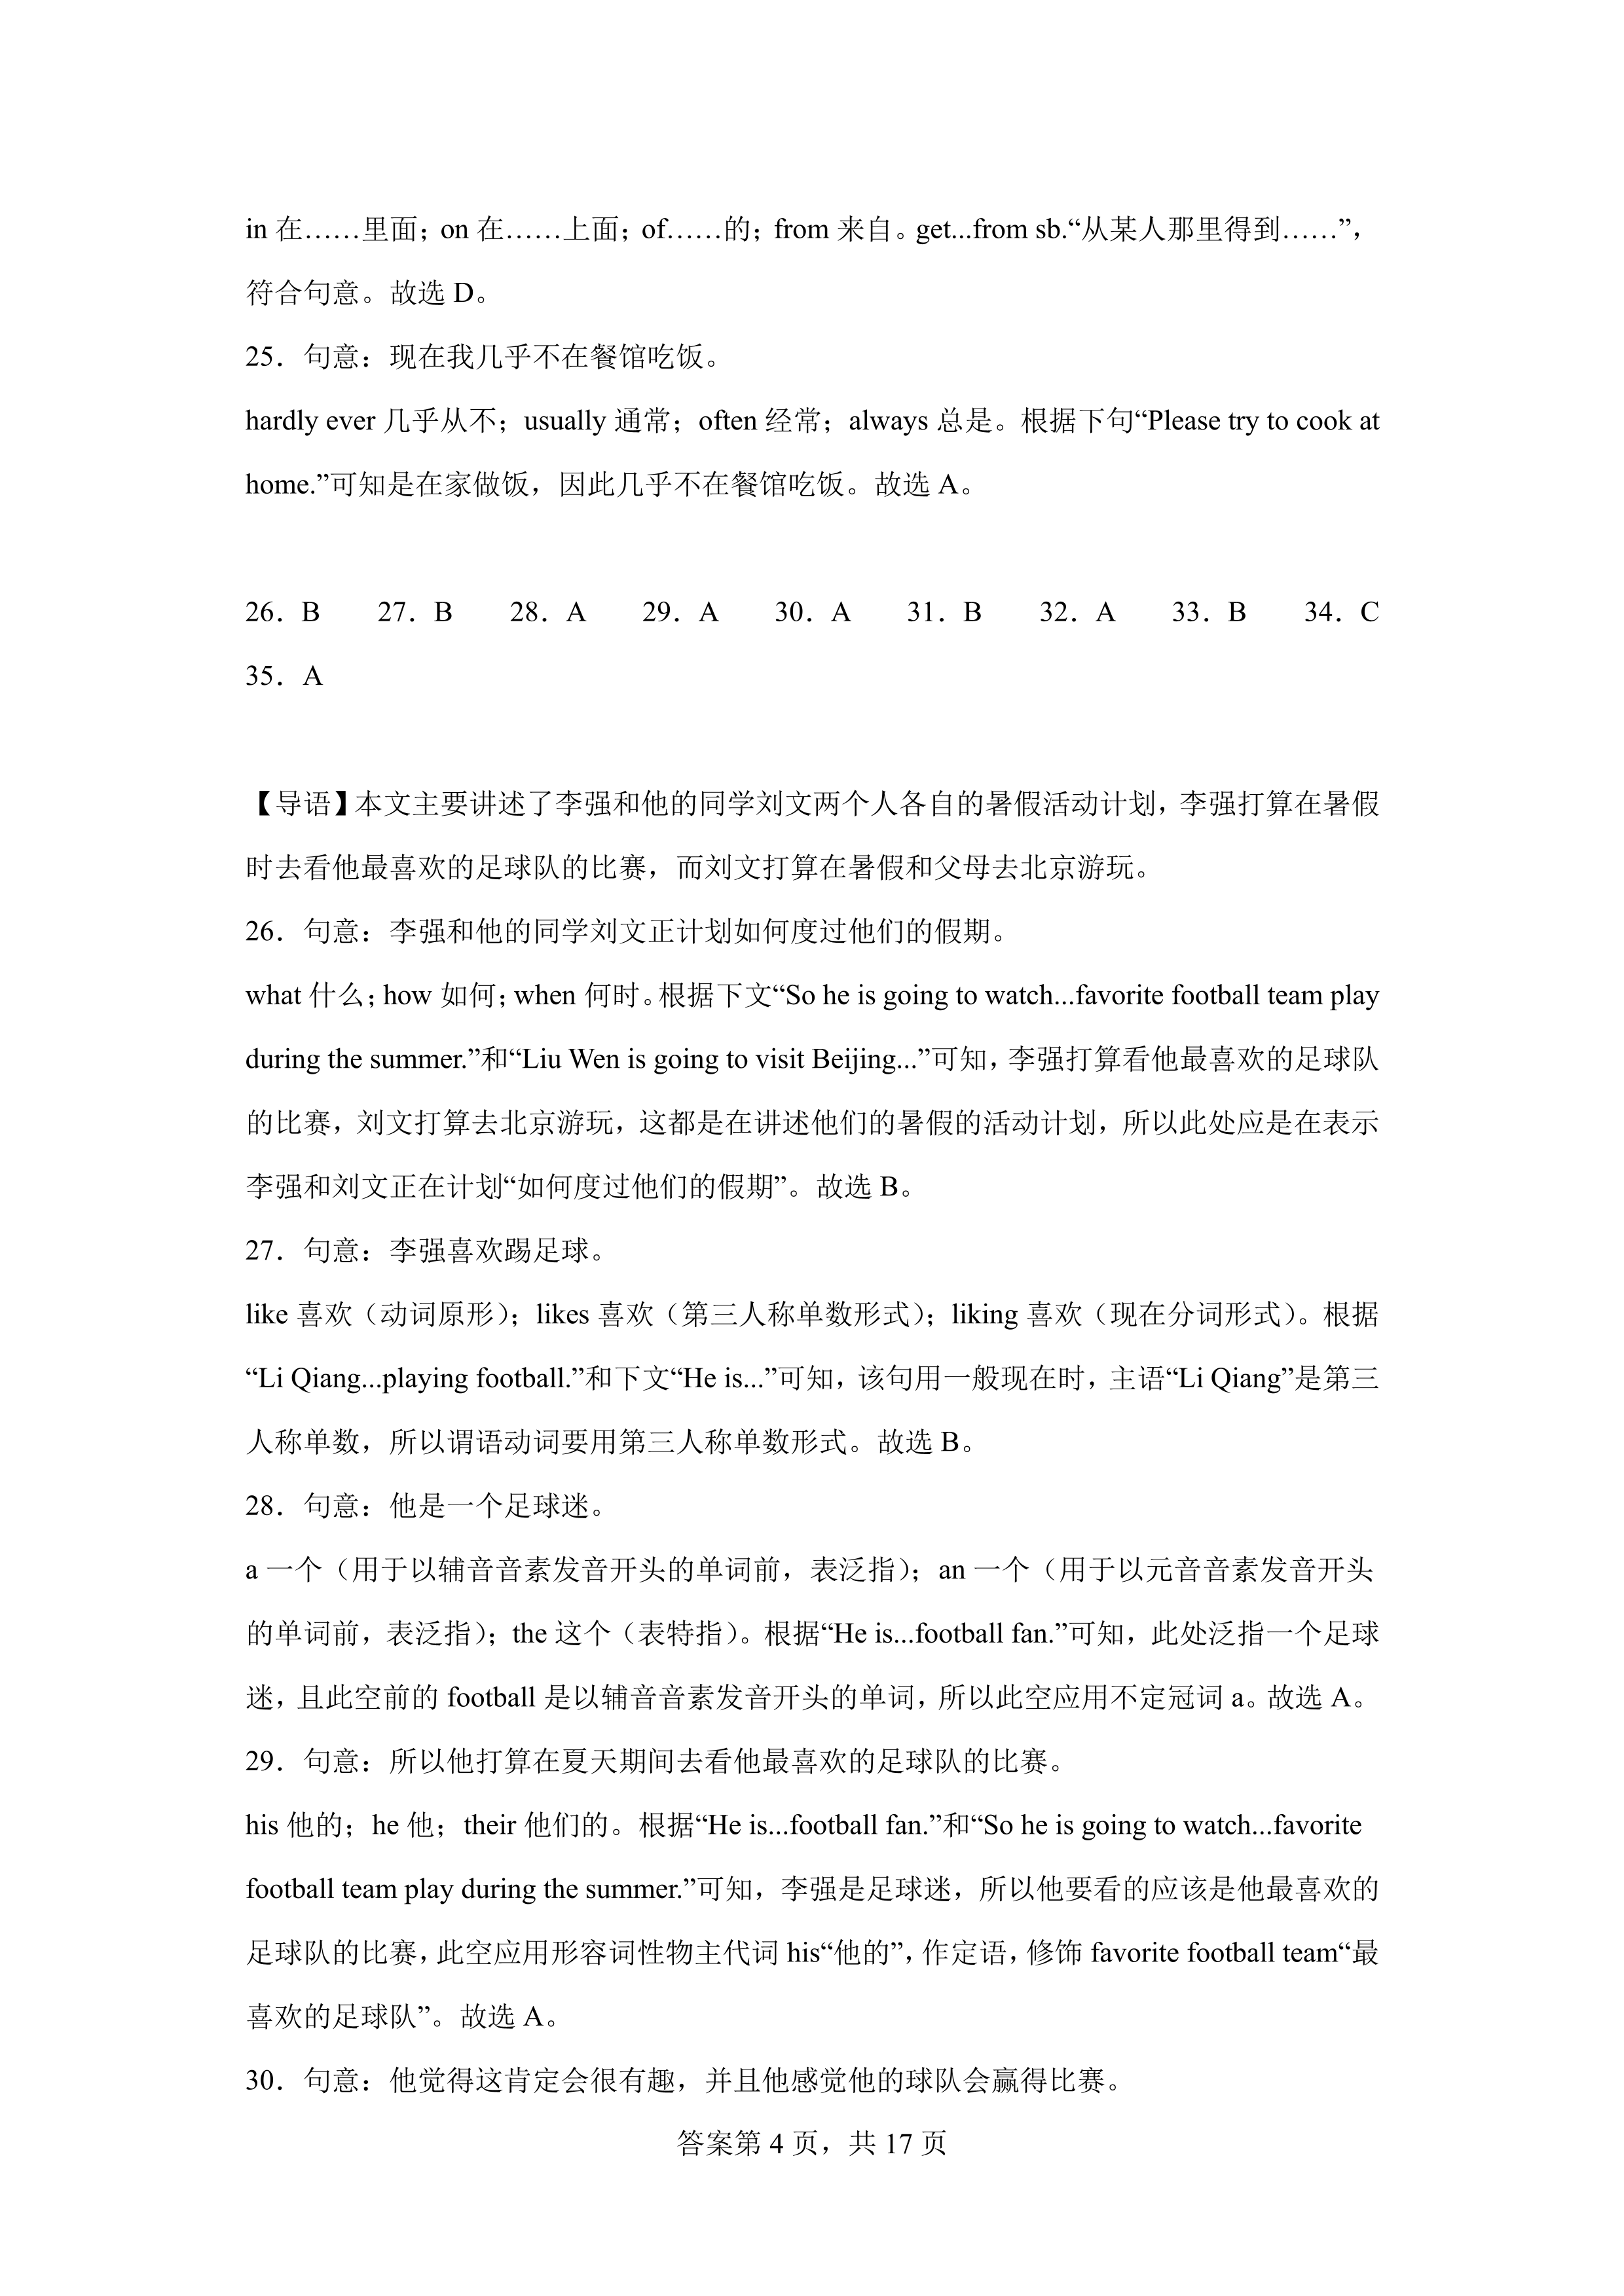 in 在……里面；on 在……上面；of……的；from 来自。get...from sb.“从某人那里得到……”，
符合句意。故选 D。
25．句意：现在我几乎不在餐馆吃饭。
hardly ever 几乎从不；usually 通常；often 经常；always 总是。根据下句“Please try to cook at
home.”可知是在家做饭，因此几乎不在餐馆吃饭。故选 A。
26．B 27．B 28．A 29．A 30．A 31．B 32．A 33．B 34．C
35．A
【导语】本文主要讲述了李强和他的同学刘文两个人各自的暑假活动计划，李强打算在暑假
时去看他最喜欢的足球队的比赛，而刘文打算在暑假和父母去北京游玩。
26．句意：李强和他的同学刘文正计划如何度过他们的假期。
what 什么；how 如何；when 何时。根据下文“So he is going to watch...favorite football team play
during the summer.”和“Liu Wen is going to visit Beijing...”可知，李强打算看他最喜欢的足球队
的比赛，刘文打算去北京游玩，这都是在讲述他们的暑假的活动计划，所以此处应是在表示
李强和刘文正在计划“如何度过他们的假期”。故选 B。
27．句意：李强喜欢踢足球。
like 喜欢（动词原形）；likes 喜欢（第三人称单数形式）；liking 喜欢（现在分词形式）。根据
“Li Qiang...playing football.”和下文“He is...”可知，该句用一般现在时，主语“Li Qiang”是第三
人称单数，所以谓语动词要用第三人称单数形式。故选 B。
28．句意：他是一个足球迷。
a 一个（用于以辅音音素发音开头的单词前，表泛指）；an 一个（用于以元音音素发音开头
的单词前，表泛指）；the 这个（表特指）。根据“He is...football fan.”可知，此处泛指一个足球
迷，且此空前的 football 是以辅音音素发音开头的单词，所以此空应用不定冠词 a。故选 A。
29．句意：所以他打算在夏天期间去看他最喜欢的足球队的比赛。
his 他的；he 他；their 他们的。根据“He is...football fan.”和“So he is going to watch...favorite
football team play during the summer.”可知，李强是足球迷，所以他要看的应该是他最喜欢的
足球队的比赛，此空应用形容词性物主代词 his“他的”，作定语，修饰 favorite football team“最
喜欢的足球队”。故选 A。
30．句意：他觉得这肯定会很有趣，并且他感觉他的球队会赢得比赛。
答案第 4 页，共 17 页